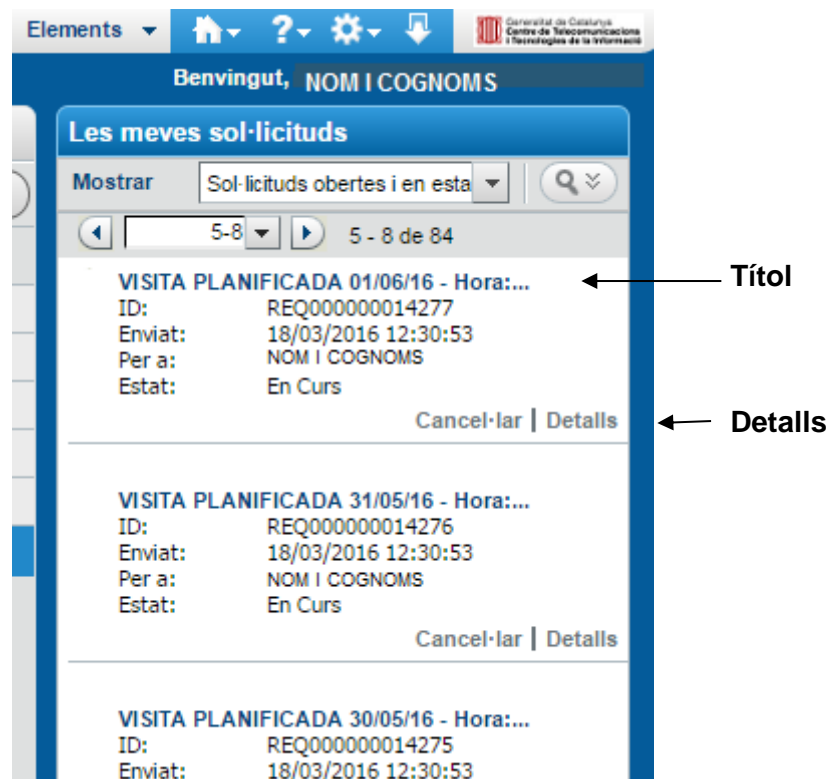 Elements
Generalitat de Catalunya
Centre de Telecomunicacions
i Tecnologies de la Informació
Benvingut, NOM I COGNOMS
Les meves sol·licituds
Mostrar Sol·licituds obertes i en esta
5-8 5 - 8 de 84
VISITA PLANIFICADA 01/06/16 - Hora:... Títol
ID: REQ000000014277
Enviat: 18/03/2016 12:30:53
Per a: NOM I COGNOMS
Estat: En Curs
Cancel·lar | Detalls Detalls
VISITA PLANIFICADA 31/05/16 - Hora:...
ID: REQ000000014276
Enviat: 18/03/2016 12:30:53
Per a: NOM I COGNOMS
Estat: En Curs
Cancel·lar | Detalls
VISITA PLANIFICADA 30/05/16 - Hora:...
ID: REQ000000014275
Enviat: 18/03/2016 12:30:53